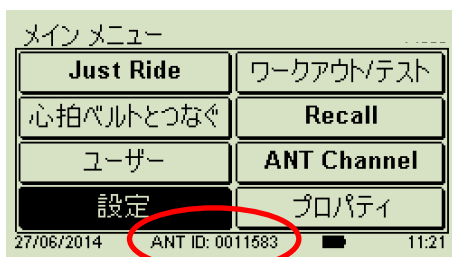 メイン メニュー
Just Ride ワークアウト/テスト
心拍ベルトとつなぐ Recall
ユーザー ANT Channel
設定 プロパティ
27/06/2014 ANT ID: 0011583 11:21